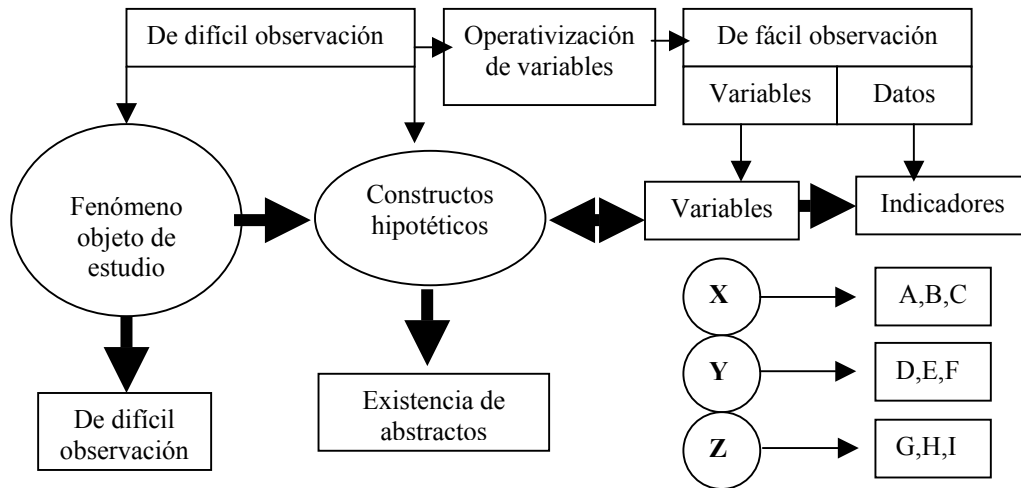 De difícil observación
Operativización
de variables
De fácil observación
Variables
Datos
Fenómeno
objeto de
estudio
Constructos
hipotéticos
Variables
Indicadores
X
A,B,C
Y
D,E,F
Z
G,H,I
De difícil
observación
Existencia de
abstractos